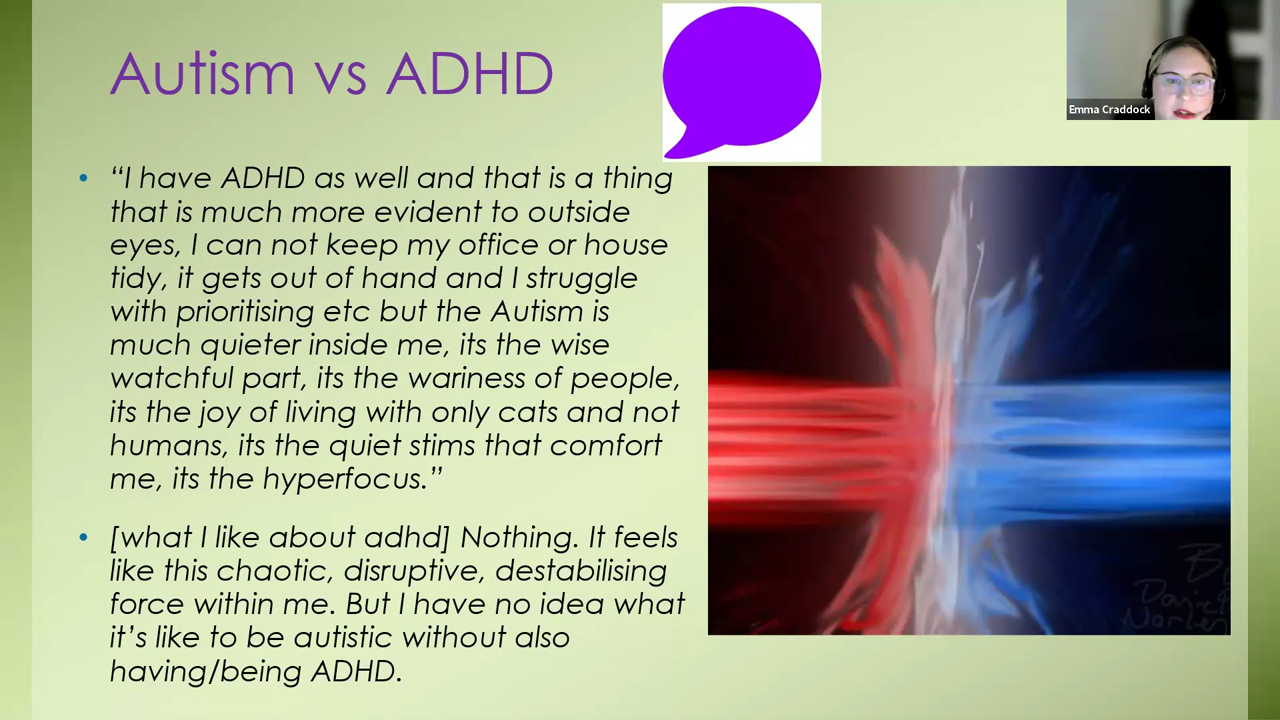 Autism vs ADHD
Emma Craddock
• “I have ADHD as well and that is a thing
that is much more evident to outside
eyes, I can not keep my office or house
tidy, it gets out of hand and I struggle
with prioritising etc but the Autism is
much quieter inside me, its the wise
watchful part, its the wariness of people,
its the joy of living with only cats and not
humans, its the quiet stims that comfort
me, its the hyperfocus.”
• [what I like about adhd] Nothing. It feels
like this chaotic, disruptive, destabilising
force within me. But I have no idea what
it’s like to be autistic without also
having/being ADHD.